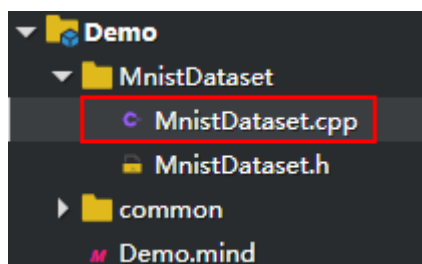 Demo
MnistDataset
MnistDataset.cpp
MnistDataset.h
common
Demo.mind